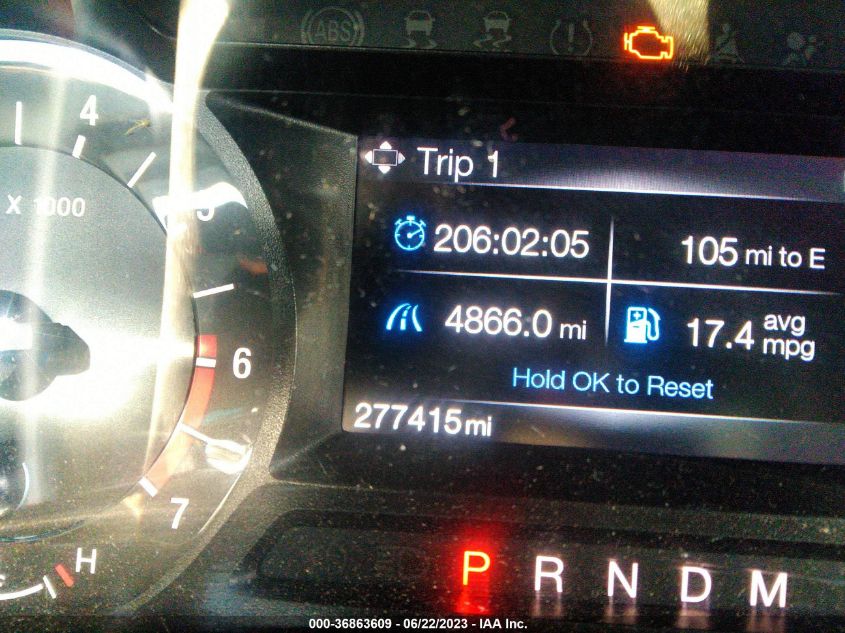 ABS
4
X 1000
5
6
7
H
Trip 1
206:02:05
105 mi to E
4866.0 mi
17.4 avg mpg
Hold OK to Reset
277415mi
P R N D M
000-36863609 - 06/22/2023 - IAA Inc.